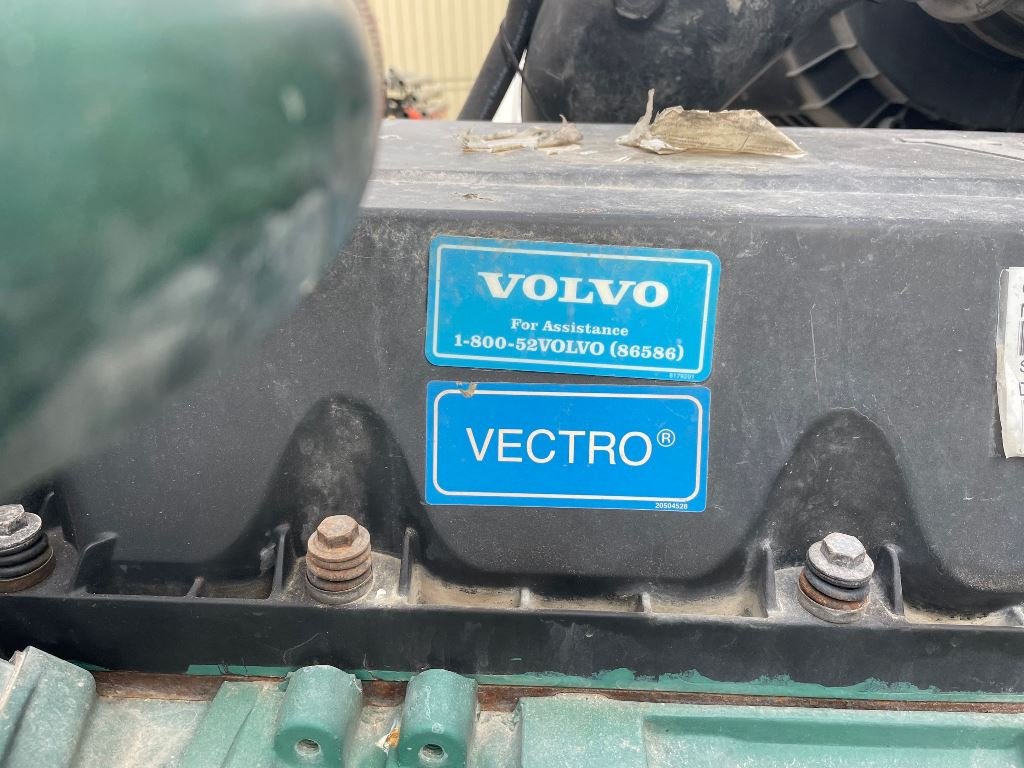 VOLVO
For Assistance
1-800-52VOLVO (86586)
VECTRO®
20504528